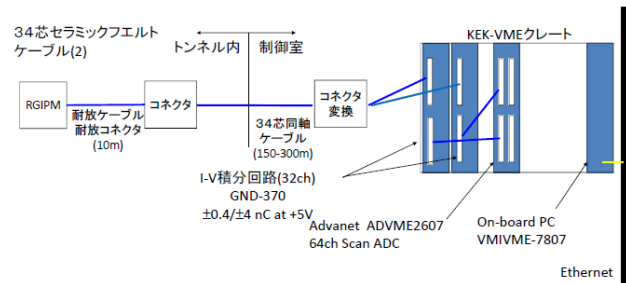 34芯セラミックフエルト
ケーブル(2)
トンネル内
制御室
KEK-VMEクレート
RGIPM
耐放ケーブル
耐放コネクタ
(10m)
コネクタ
34芯同軸
ケーブル
(150-300m)
コネクタ
変換
I-V積分回路(32ch)
GND-370
±0.4/±4 nC at +5V
Advanet ADVME2607
64ch Scan ADC
On-board PC
VMIVME-7807
Ethernet